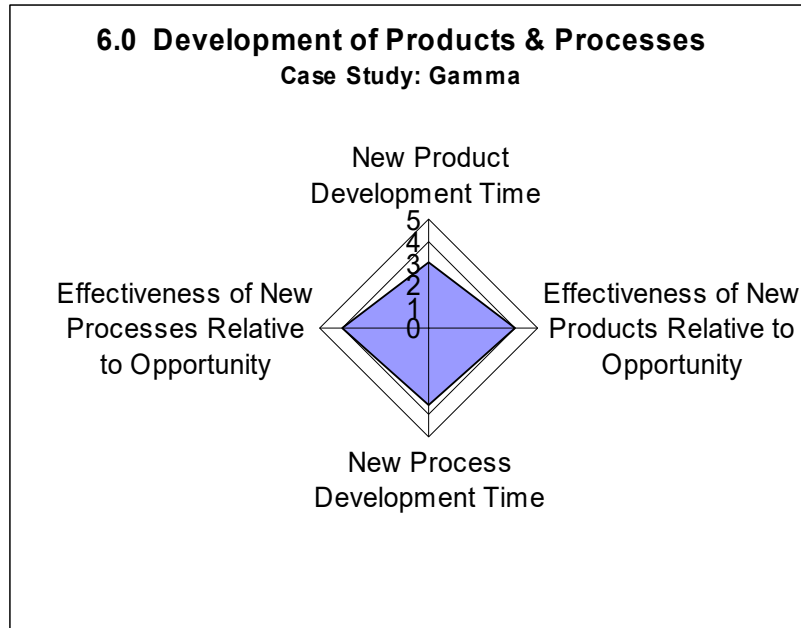 6.0 Development of Products & Processes
Case Study: Gamma
New Product
Development Time
5
4
3
2
1
0
Effectiveness of New
Processes Relative
to Opportunity
Effectiveness of New
Products Relative to
Opportunity
New Process
Development Time